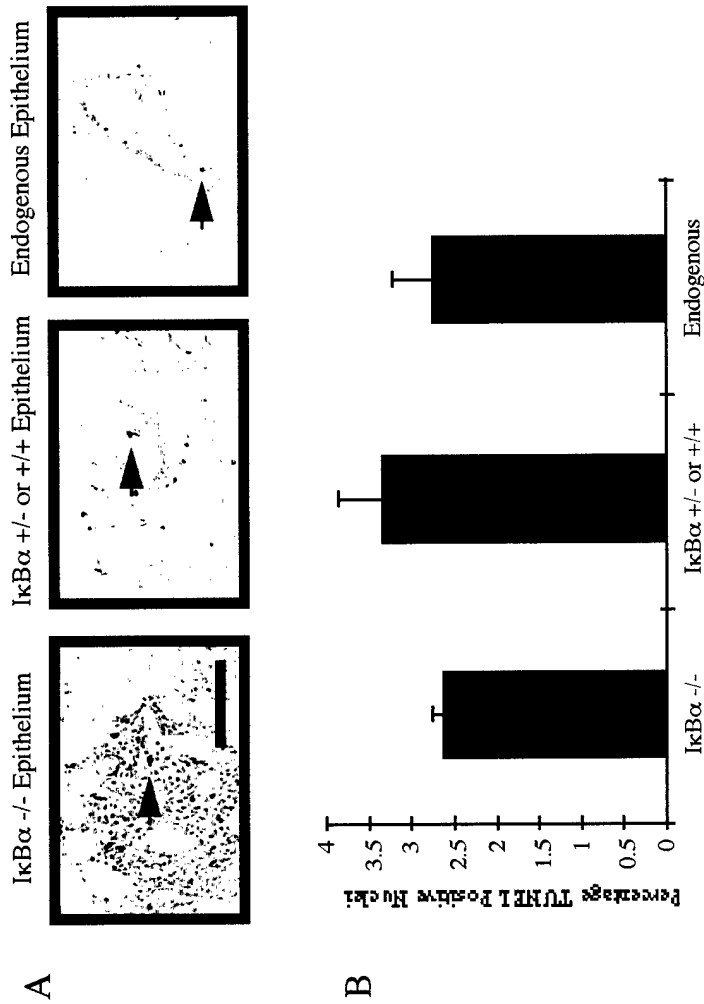 A
IκBα -/- Epithelium
IκBα +/- or +/+ Epithelium
Endogenous Epithelium
B
Percentage TUNEL Positive Nuclei
4
3.5
3
2.5
2
1.5
1
0.5
0
IκBα -/-
IκBα +/- or +/+
Endogenous